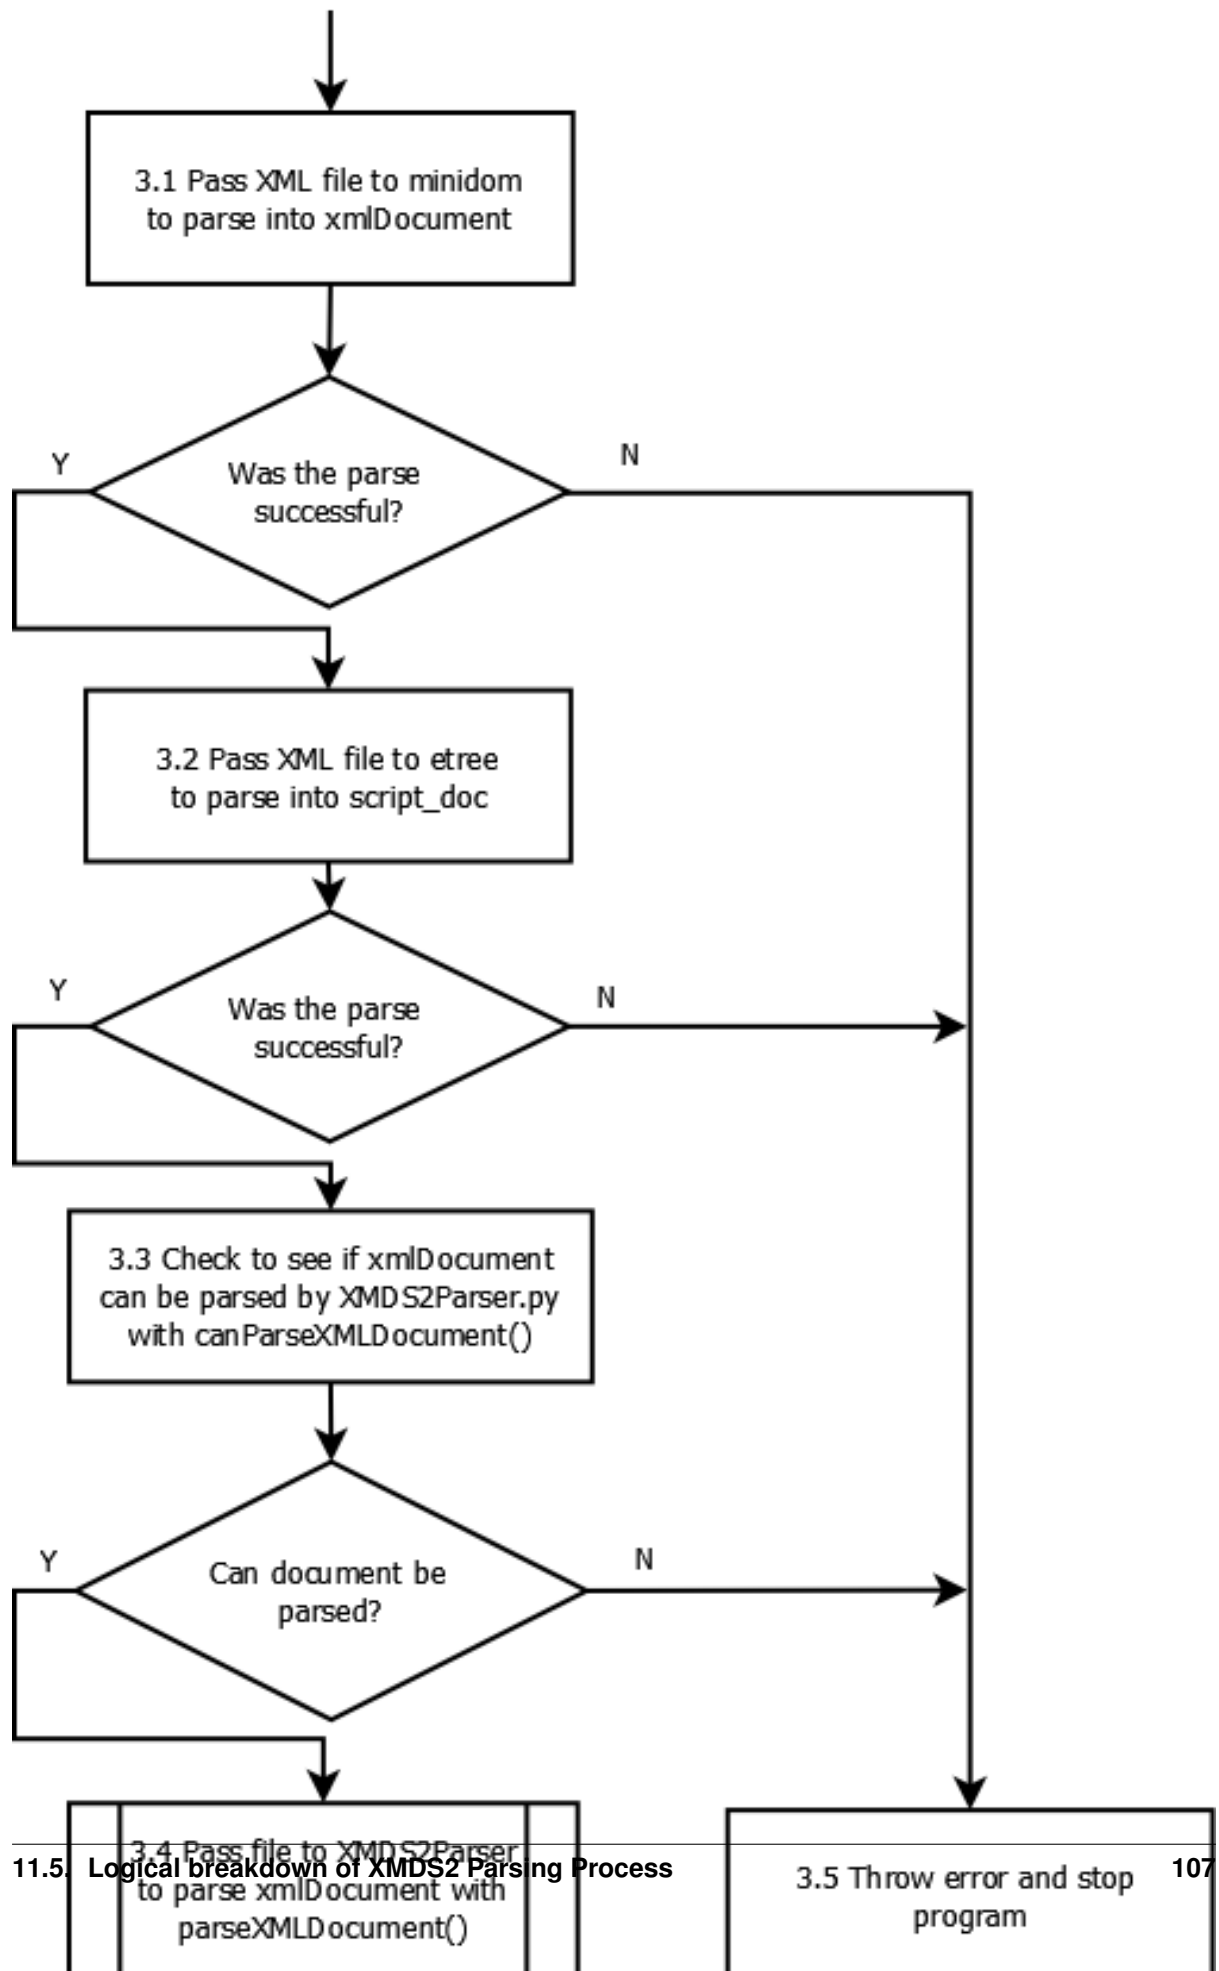 3.1 Pass XML file to minidom
to parse into xmlDocument
Y
N
Was the parse
successful?
3.2 Pass XML file to etree
to parse into script_doc
Y
N
Was the parse
successful?
3.3 Check to see if xmlDocument
can be parsed by XMDS2Parser.py
with canParseXMLDocument()
Y
N
Can document be
parsed?
3.4 Pass file to XMDS2Parser
to parse xmlDocument with
parseXMLDocument()
3.5 Throw error and stop
program
11.5. Logical breakdown of XMDS2 Parsing Process 107